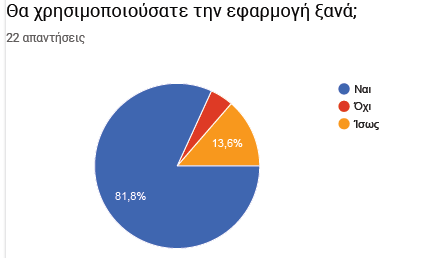 Θα χρησιμοποιούσατε την εφαρμογή ξανά;
22 απαντήσεις
Ναι
Όχι
Ίσως
13,6%
81,8%